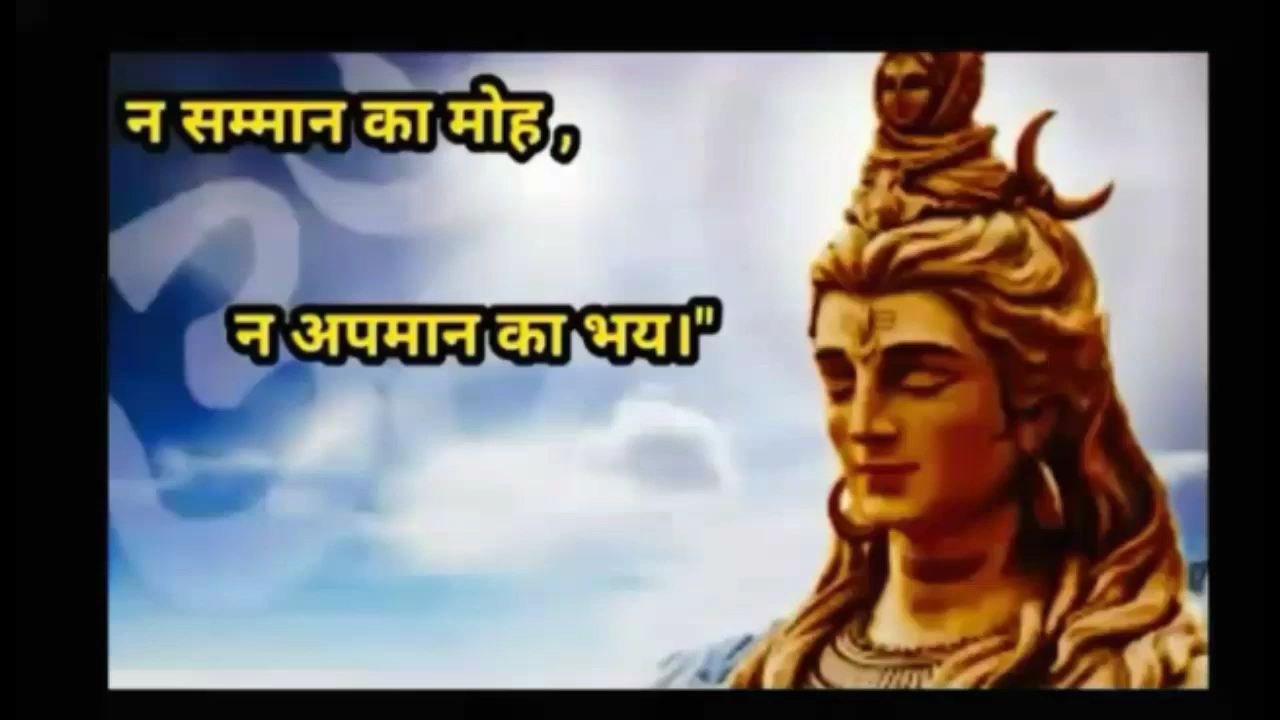 न सम्मान का मोह ,
न अपमान का भय।"